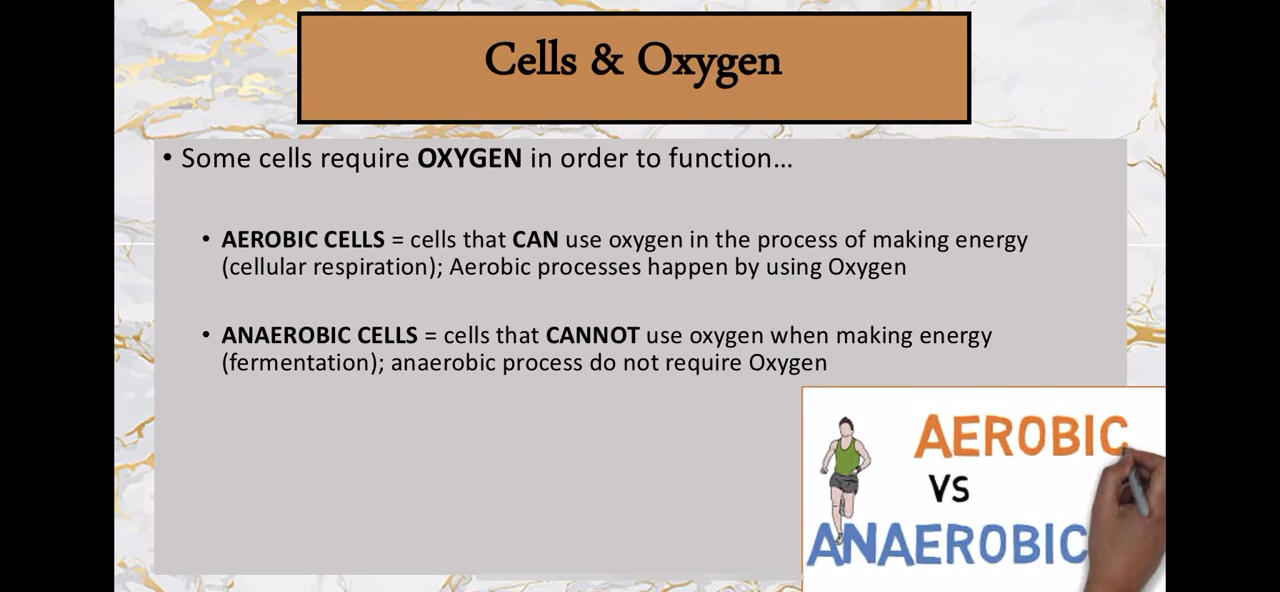 Cells & Oxygen
• Some cells require OXYGEN in order to function…
• AEROBIC CELLS = cells that CAN use oxygen in the process of making energy
(cellular respiration); Aerobic processes happen by using Oxygen
• ANAEROBIC CELLS = cells that CANNOT use oxygen when making energy
(fermentation); anaerobic process do not require Oxygen
AEROBIC
VS
ANAEROBIC